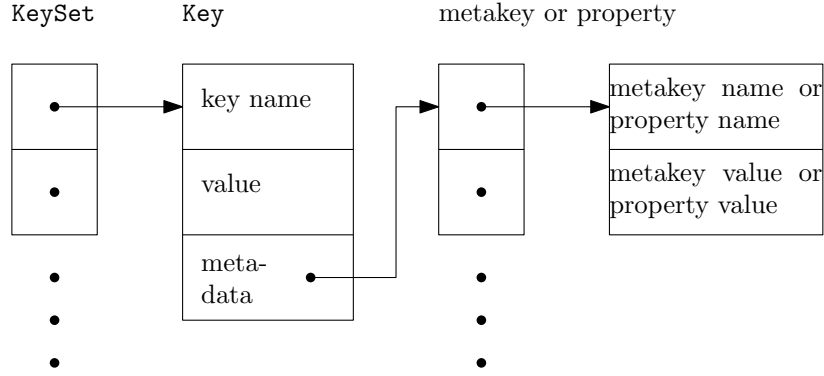 KeySet
Key
metakey or property
key name
value
meta-
data
metakey name or
property name
metakey value or
property value